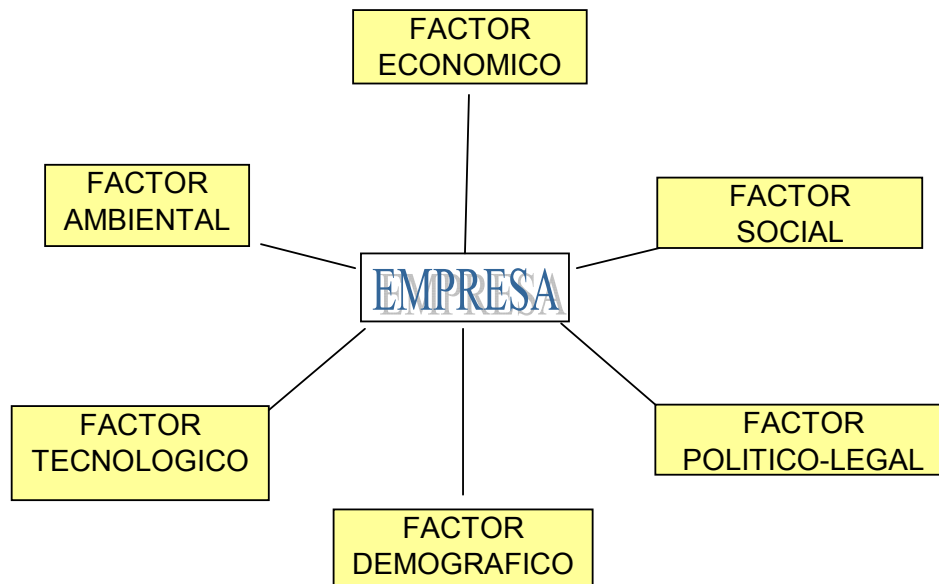 FACTOR
ECONOMICO
FACTOR
AMBIENTAL
FACTOR
SOCIAL
EMPRESA
FACTOR
TECNOLOGICO
FACTOR
POLITICO-LEGAL
FACTOR
DEMOGRAFICO